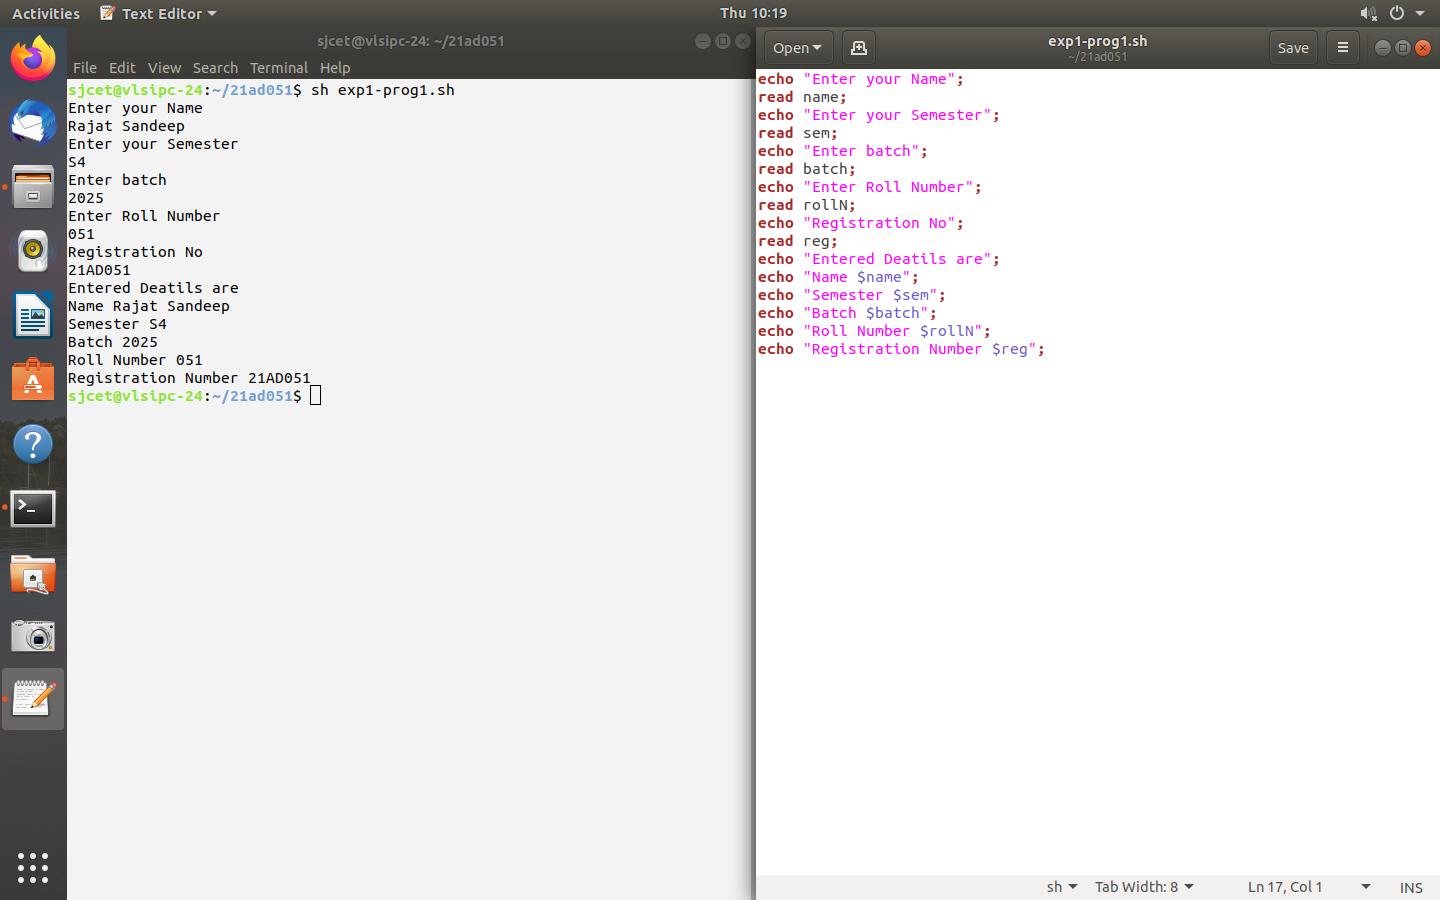 Activities Text Editor Thu 10:19
sjcet@vlsipc-24: ~/21ad051
File Edit View Search Terminal Help
sjcet@vlsipc-24:~/21ad051$ sh exp1-prog1.sh
Enter your Name
Rajat Sandeep
Enter your Semester
S4
Enter batch
2025
Enter Roll Number
051
Registration No
21AD051
Entered Deatils are
Name Rajat Sandeep
Semester S4
Batch 2025
Roll Number 051
Registration Number 21AD051
sjcet@vlsipc-24:~/21ad051$
Open exp1-prog1.sh Save
~/21ad051
echo "Enter your Name";
read name;
echo "Enter your Semester";
read sem;
echo "Enter batch";
read batch;
echo "Enter Roll Number";
read rollN;
echo "Registration No";
read reg;
echo "Entered Deatils are";
echo "Name $name";
echo "Semester $sem";
echo "Batch $batch";
echo "Roll Number $rollN";
echo "Registration Number $reg";
sh Tab Width: 8 Ln 17, Col 1 INS